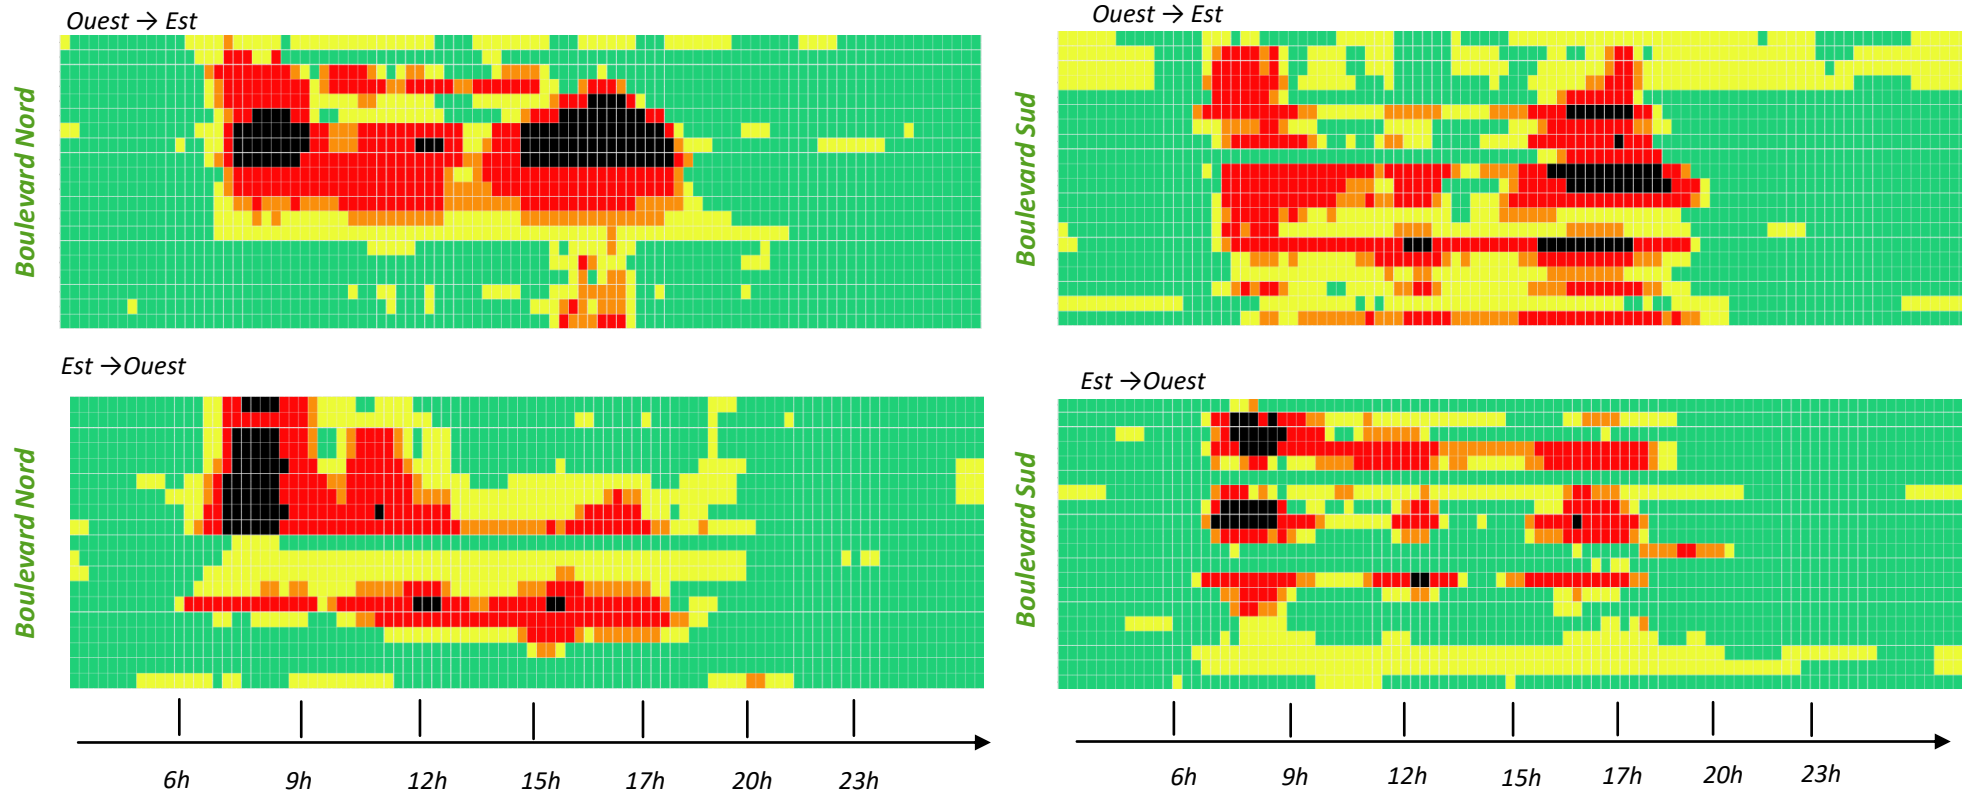 Ouest → Est
Boulevard Nord
Est →Ouest
Boulevard Nord
6h 9h 12h 15h 17h 20h 23h
Ouest → Est
Boulevard Sud
Est →Ouest
Boulevard Sud
6h 9h 12h 15h 17h 20h 23h